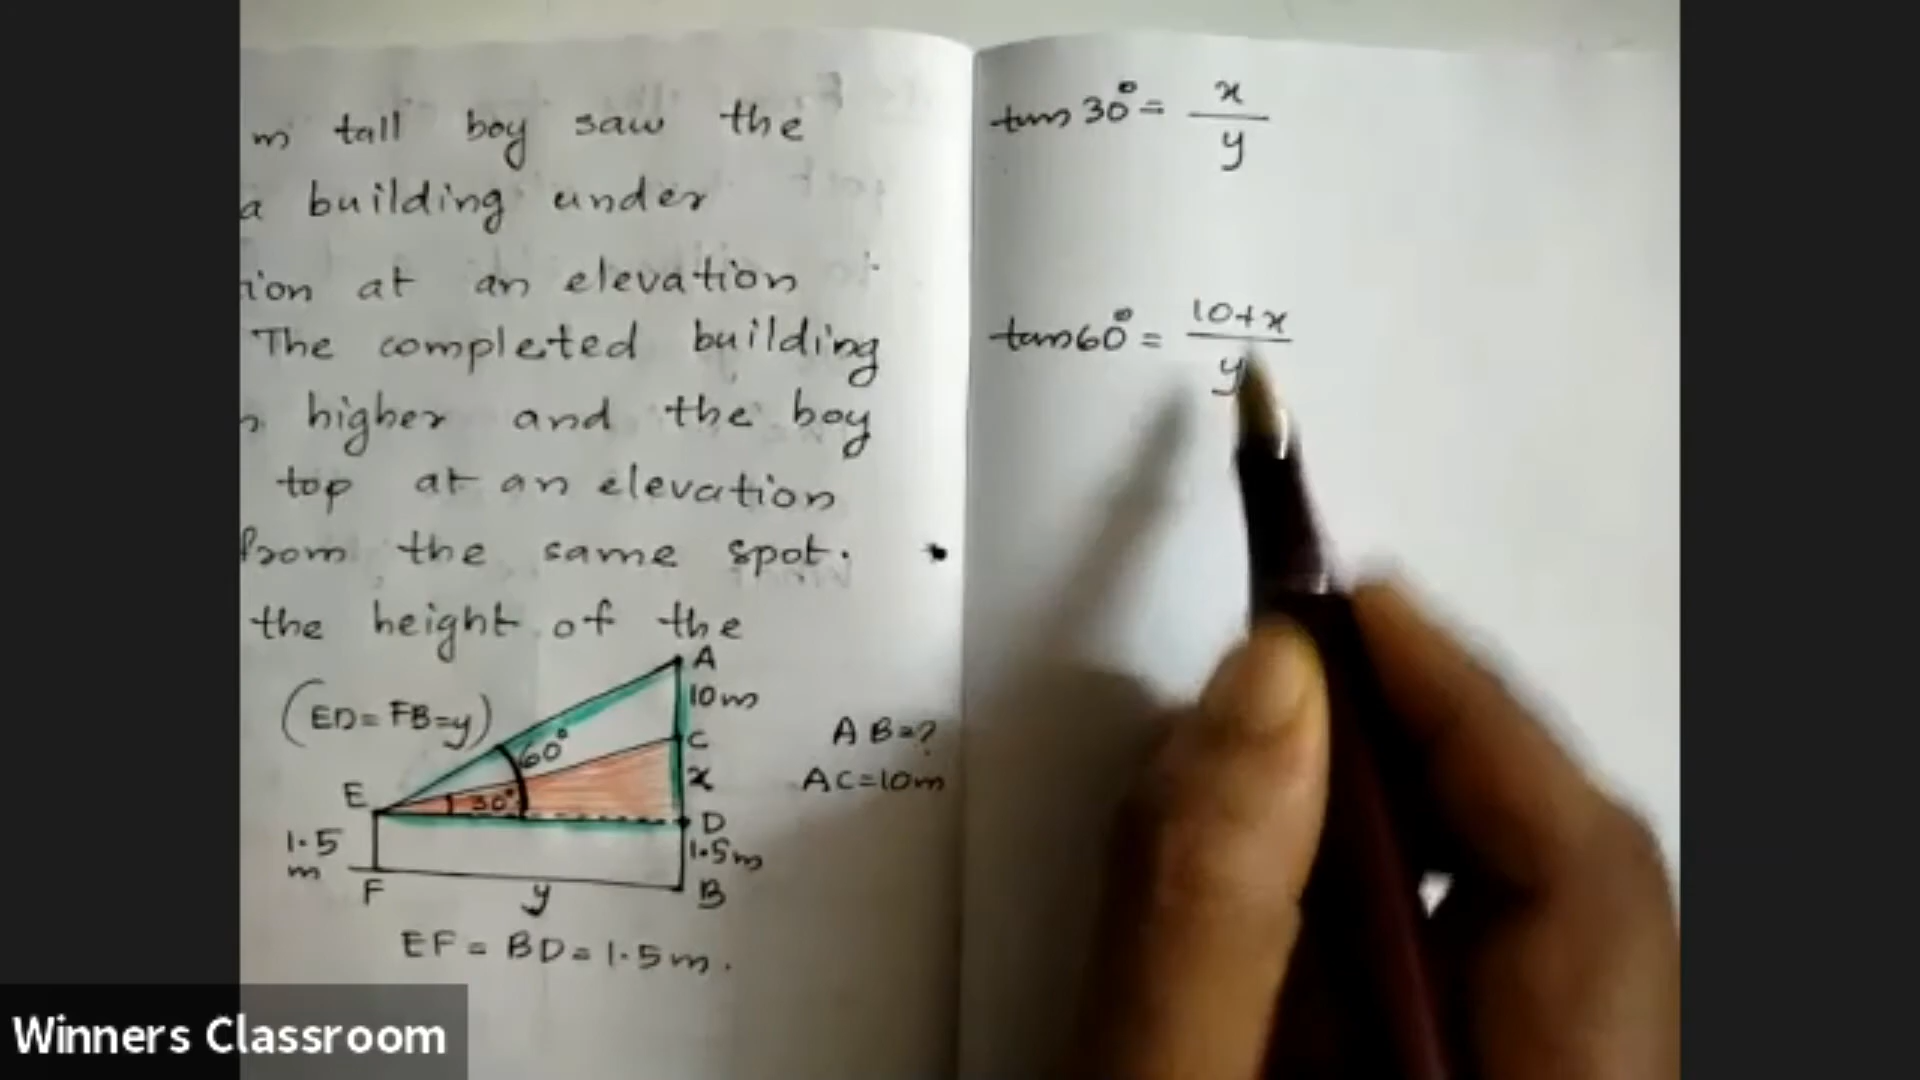 m tall boy saw the
a building under
ion at an elevation
The completed building
higher and the boy
top at an elevation
from the same spot.
the height of the
A
10m
(ED=FB=y)
60°
C
x
E
30°
D
1.5
m
1.5m
F
y
B
EF = BD = 1.5m.
AB=?
AC=10m
tan 30° = x
y
tan 60° = 10+x
y
Winners Classroom